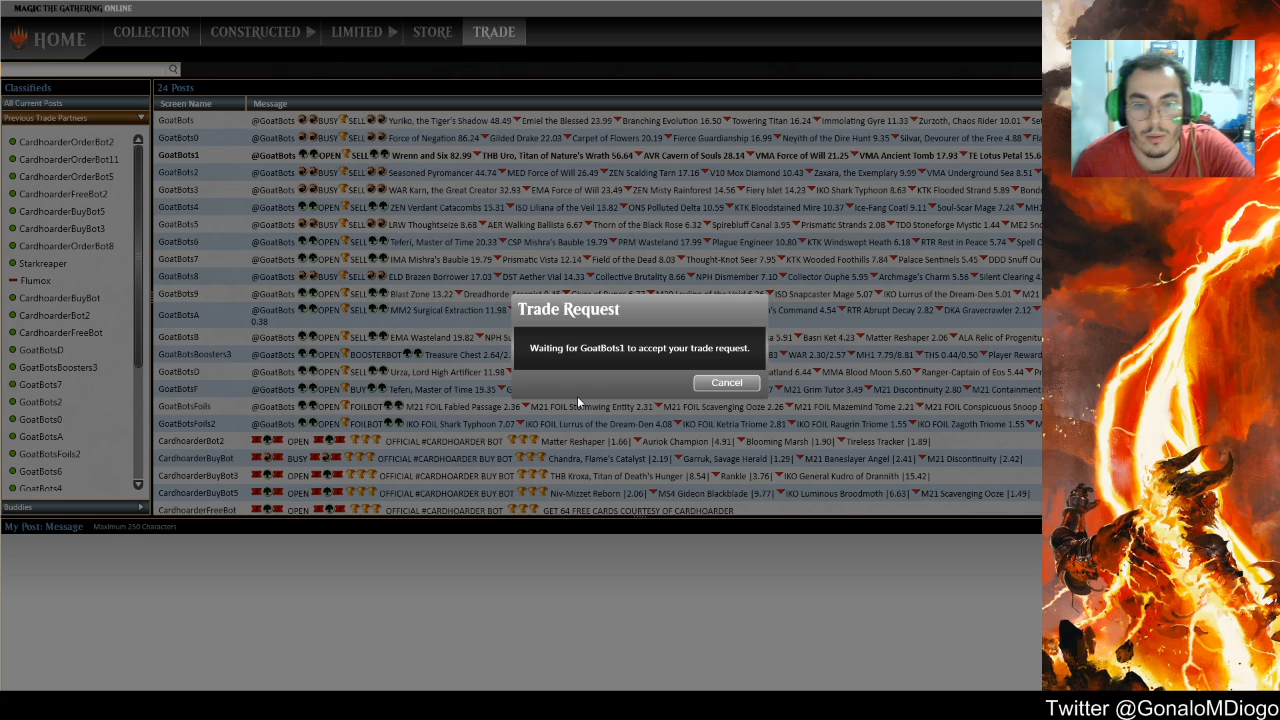 MAGIC THE GATHERING ONLINE
HOME COLLECTION CONSTRUCTED LIMITED STORE TRADE
Classifieds
All Current Posts
Previous Trade Partners
CardhoarderOrderBot2
CardhoarderOrderBot11
CardhoarderOrderBot5
CardhoarderFreeBot2
CardhoarderBuyBot5
CardhoarderBuyBot3
CardhoarderOrderBot8
Starkreaper
Flumox
CardhoarderBuyBot
CardhoarderBot2
CardhoarderFreeBot
GoatBotsD
GoatBotsBoosters3
GoatBots7
GoatBots2
GoatBots0
GoatBotsA
GoatBotsFoils2
GoatBots6
GoatBots4
Buddies
24 Posts
Screen Name Message
GoatBots @GoatBots BUSY SELL Yuriko, the Tiger's Shadow 48.49 Emiel the Blessed 23.99 Branching Evolution 16.50 Towering Titan 16.24 Immolating Gyre 11.33 Zurzoth, Chaos Rider 10.01 Set
GoatBots0 @GoatBots BUSY SELL Force of Negation 86.24 Gilded Drake 22.03 Carpet of Flowers 20.19 Fierce Guardianship 16.99 Neyith of the Dire Hunt 9.35 Silvar, Devourer of the Free 4.88
GoatBots1 @GoatBots OPEN SELL Wrenn and Six 82.99 THB Uro, Titan of Nature's Wrath 56.64 AVR Cavern of Souls 28.14 VMA Force of Will 21.25 VMA Ancient Tomb 17.93 TE Lotus Petal 15.6
GoatBots2 @GoatBots BUSY SELL Seasoned Pyromancer 44.74 MED Force of Will 26.49 ZEN Scalding Tarn 17.16 V10 Mox Diamond 10.43 Zaxara, the Exemplary 9.99 VMA Underground Sea 8.51
GoatBots3 @GoatBots BUSY SELL WAR Karn, the Great Creator 32.93 EMA Force of Will 23.49 ZEN Misty Rainforest 14.56 Fiery Islet 14.23 IKO Shark Typhoon 8.63 KTK Flooded Strand 5.89 Bond
GoatBots4 @GoatBots OPEN SELL ZEN Verdant Catacombs 15.31 ISD Liliana of the Veil 13.82 ONS Polluted Delta 10.59 KTK Bloodstained Mire 10.37 Ice-Fang Coatl 9.11 Soul-Scar Mage 7.24 MH1
GoatBots5 @GoatBots BUSY SELL LRW Thoughtseize 8.68 AER Walking Ballista 6.67 Thorn of the Black Rose 6.32 Spirebluff Canal 3.95 Prismatic Strands 2.08 TD0 Stoneforge Mystic 1.44
GoatBots6 @GoatBots OPEN SELL Teferi, Master of Time 20.33 CSP Mishra's Bauble 19.79 PRM Wasteland 17.99 Plague Engineer 10.80 KTK Windswept Heath 6.18 RTR Rest in Peace 5.74 Spell
GoatBots7 @GoatBots OPEN SELL IMA Mishra's Bauble 19.79 Prismatic Vista 12.14 Field of the Dead 8.03 Thought-Knot Seer 7.95 KTK Wooded Foothills 7.84 Palace Sentinels 5.45 DDD Snuff Out
GoatBots8 @GoatBots BUSY SELL ELD Brazen Borrower 17.03 DST Aether Vial 14.33 Collective Brutality 8.66 NPH Dismember 7.10 Collector Ouphe 5.95 Archmage's Charm 5.56 Silent Clearing 4.
GoatBots9 @GoatBots OPEN SELL Blast Zone 13.22 ISD Snapcaster Mage 5.07 IKO Lurrus of the Dream-Den 5.01 M21
GoatBotsA @GoatBots OPEN SELL MM2 Surgical Extraction 11.98 Command 4.54 RTR Abrupt Decay 2.82 DKA Gravecrawler 2.12
0.38
GoatBotsB @GoatBots OPEN SELL EMA Wasteland 19.82 5.91 Basri Ket 4.23 Matter Reshaper 2.06 ALA Relic of Progenitu
GoatBotsBoosters3 @GoatBots OPEN BOOSTERBOT Treasure Chest 2.64/2. WAR 2.30/2.57 MH1 7.79/8.81 THS 0.44/0.50 Player Reward
GoatBotsD @GoatBots OPEN SELL Urza, Lord High Artificer 11.98 6.44 MMA Blood Moon 5.60 Ranger-Captain of Eos 5.44
GoatBotsF @GoatBots OPEN BUY Teferi, Master of Time 19.35 M21 Grim Tutor 3.49 M21 Discontinuity 2.80 M21 Containment
GoatBotsFoils @GoatBots OPEN FOILBOT M21 FOIL Fabled Passage 2.36 M21 FOIL Stormwing Entity 2.31 M21 FOIL Scavenging Ooze 2.26 M21 FOIL Mazemind Tome 2.21 M21 FOIL Conspicuous Snoop
GoatBotsFoils2 @GoatBots OPEN FOILBOT IKO FOIL Shark Typhoon 7.07 IKO FOIL Lurrus of the Dream-Den 4.08 IKO FOIL Ketria Triome 2.81 IKO FOIL Raugrin Triome 1.55 IKO FOIL Zagoth Triome 1.55
CardhoarderBot2 OPEN OFFICIAL #CARDHOARDER BOT Matter Reshaper [1.66] Auriok Champion [4.91] Blooming Marsh [1.90] Tireless Tracker [1.89]
CardhoarderBuyBot BUSY OFFICIAL #CARDHOARDER BUY BOT Chandra, Flame's Catalyst [2.19] Garruk, Savage Herald [1.29] M21 Baneslayer Angel [2.41] M21 Discontinuity [2.42]
CardhoarderBuyBot3 OPEN OFFICIAL #CARDHOARDER BUY BOT THB Kroxa, Titan of Death's Hunger [8.54] Rankle [3.76] IKO General Kudro of Drannith [15.42]
CardhoarderBuyBot5 OPEN OFFICIAL #CARDHOARDER BUY BOT Niv-Mizzet Reborn [2.06] MS4 Gideon Blackblade [9.77] IKO Luminous Broodmoth [6.63] M21 Scavenging Ooze [1.49]
CardhoarderFreeBot OPEN OFFICIAL #CARDHOARDER BOT GET 64 FREE CARDS COURTESY OF CARDHOARDER
Trade Request
Waiting for GoatBots1 to accept your trade request.
Cancel
My Post: Message Maximum 250 Characters
Twitter @GonaloMDiogo